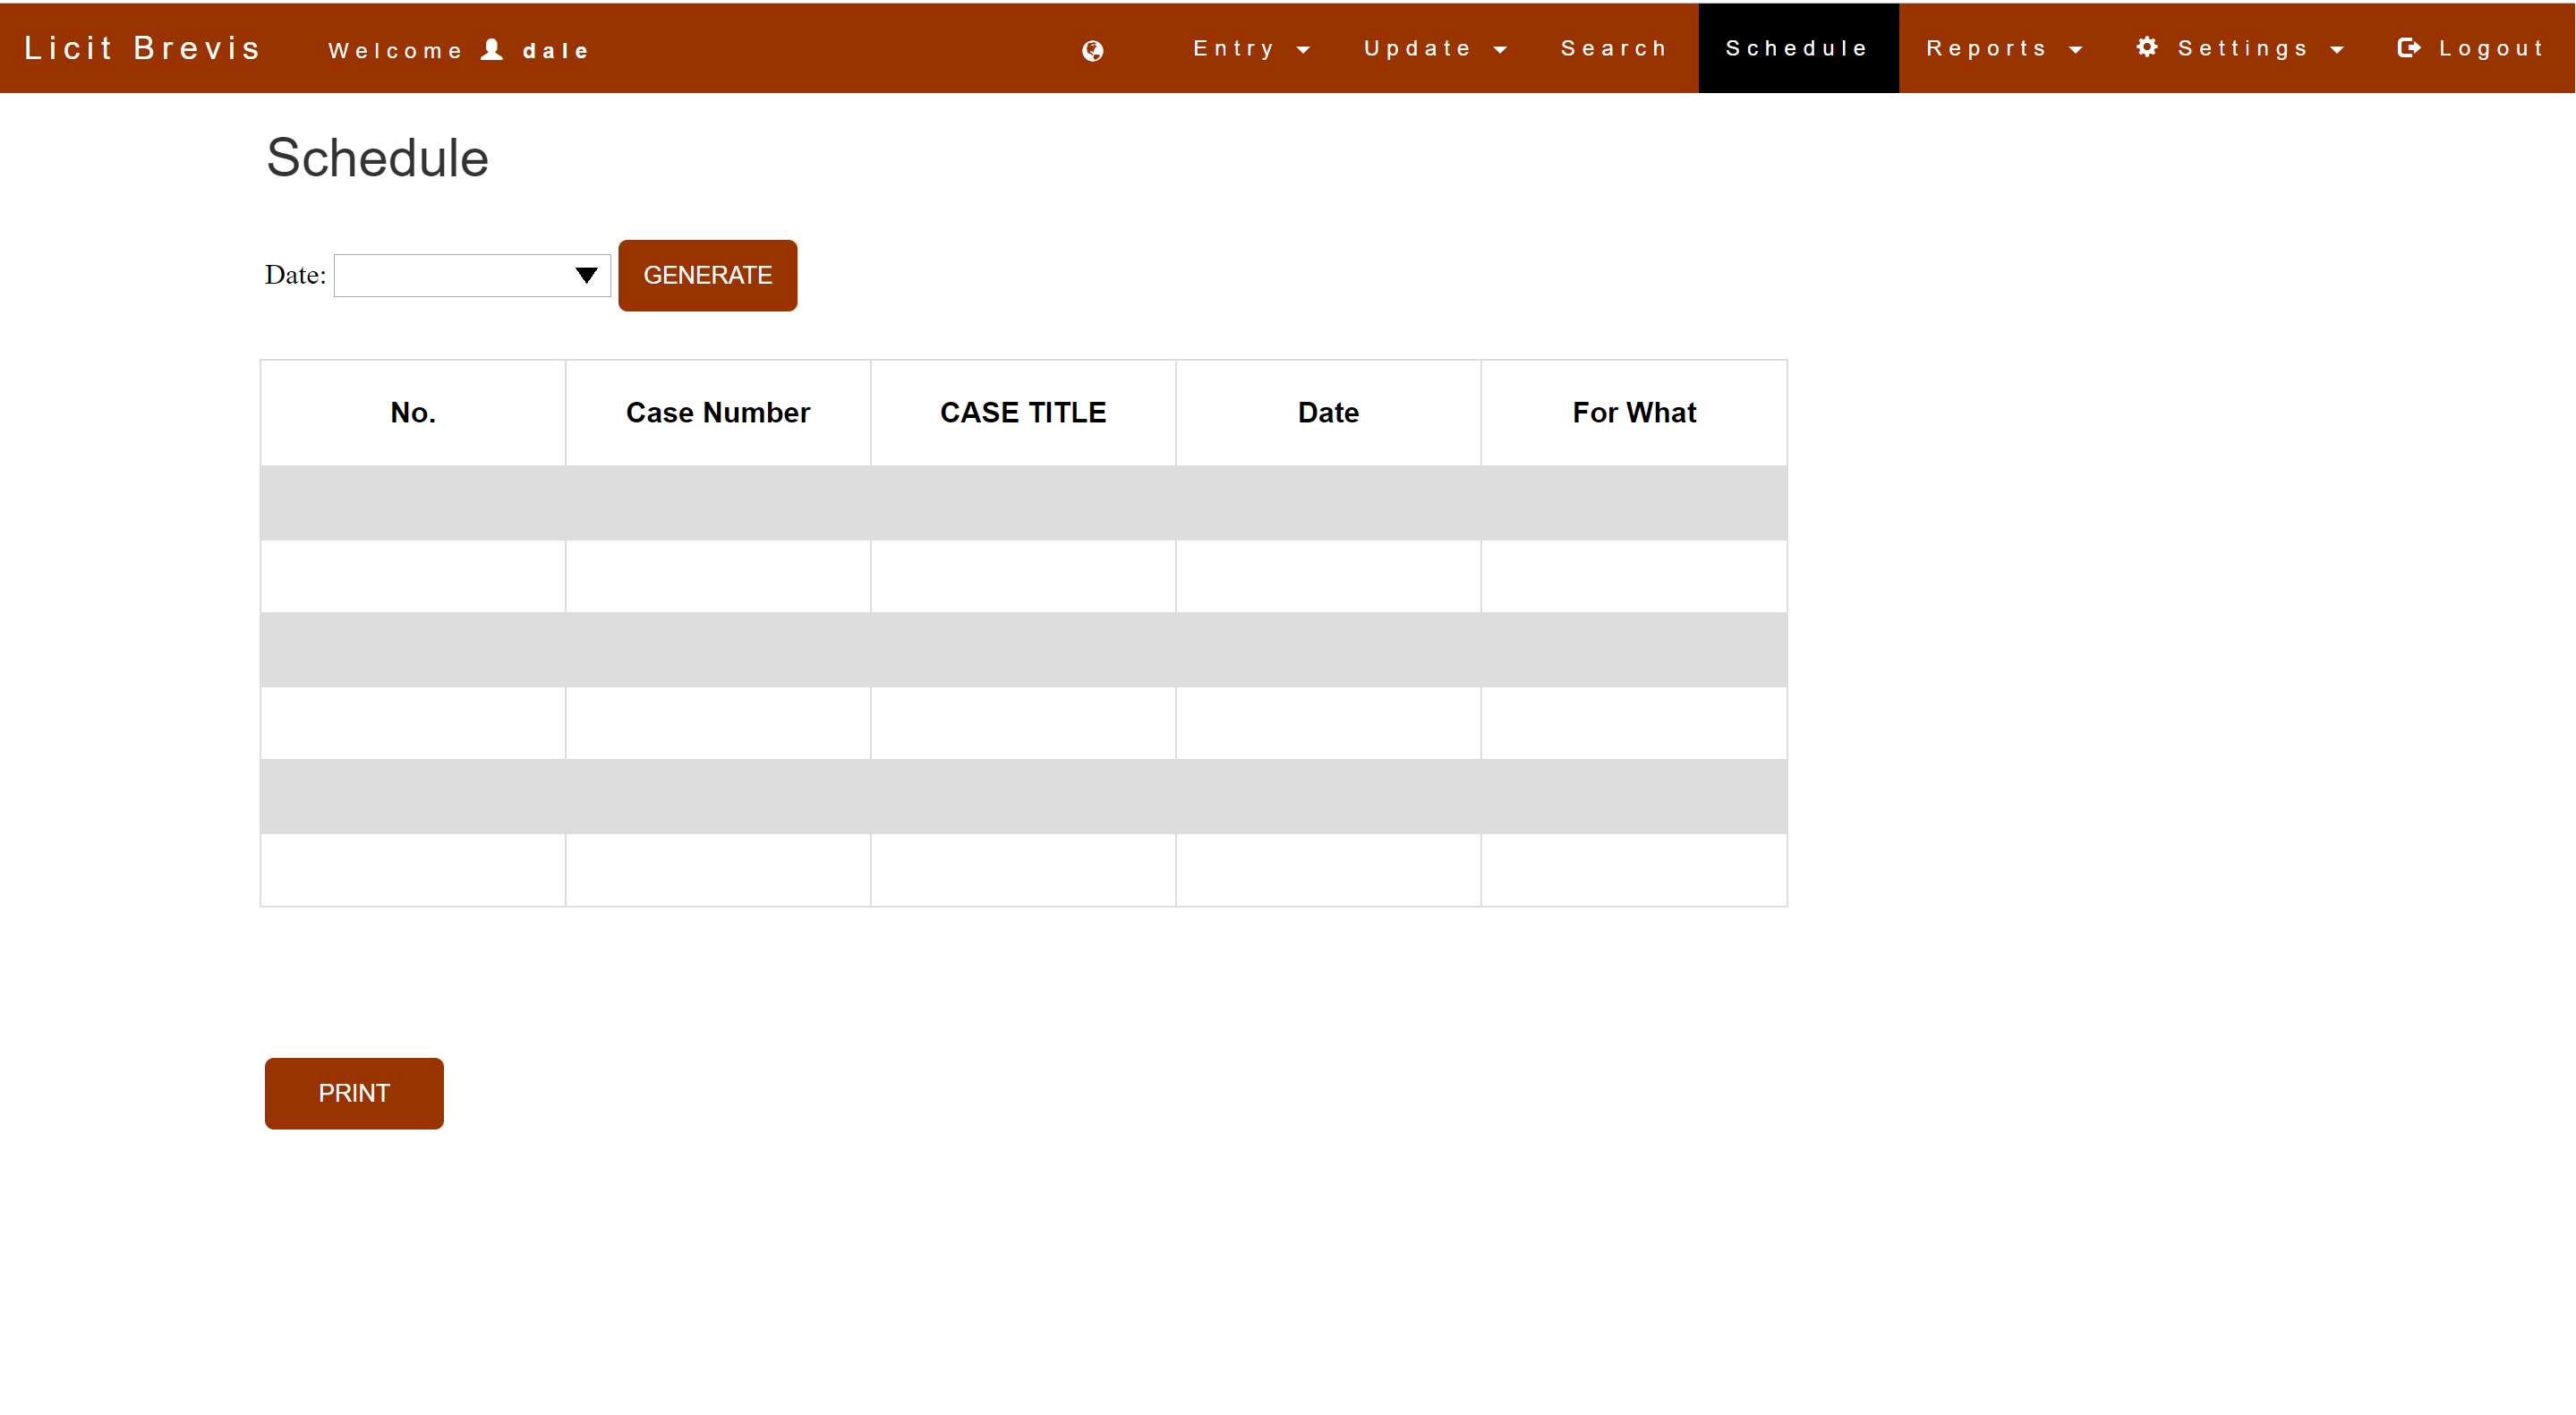 Licit Brevis Welcome dale Entry Update Search Schedule Reports Settings Logout
Schedule
Date: GENERATE
No. Case Number CASE TITLE Date For What
PRINT